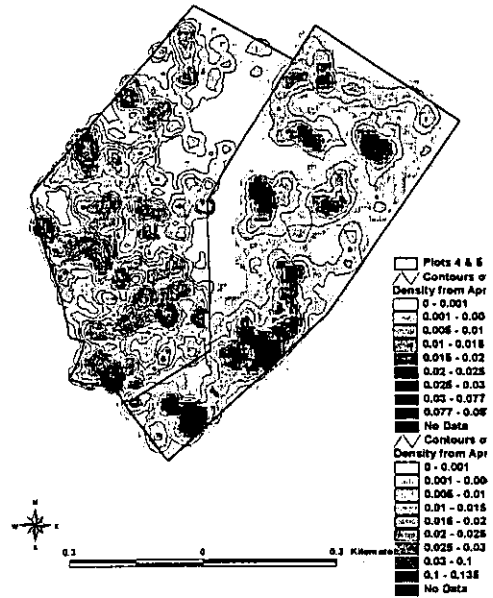 Plots 4 & 5
Contours o
Density from Apr
0 - 0.001
0.001 - 0.00
0.005 - 0.01
0.01 - 0.015
0.015 - 0.02
0.02 - 0.025
0.025 - 0.03
0.03 - 0.077
0.077 - 0.08
No Data
Contours o
Density from Apr
0 - 0.001
0.001 - 0.00
0.005 - 0.01
0.01 - 0.015
0.015 - 0.02
0.02 - 0.025
0.025 - 0.03
0.03 - 0.1
0.1 - 0.135
No Data
N
W E
S
0.3 0 0.3 Kilomet